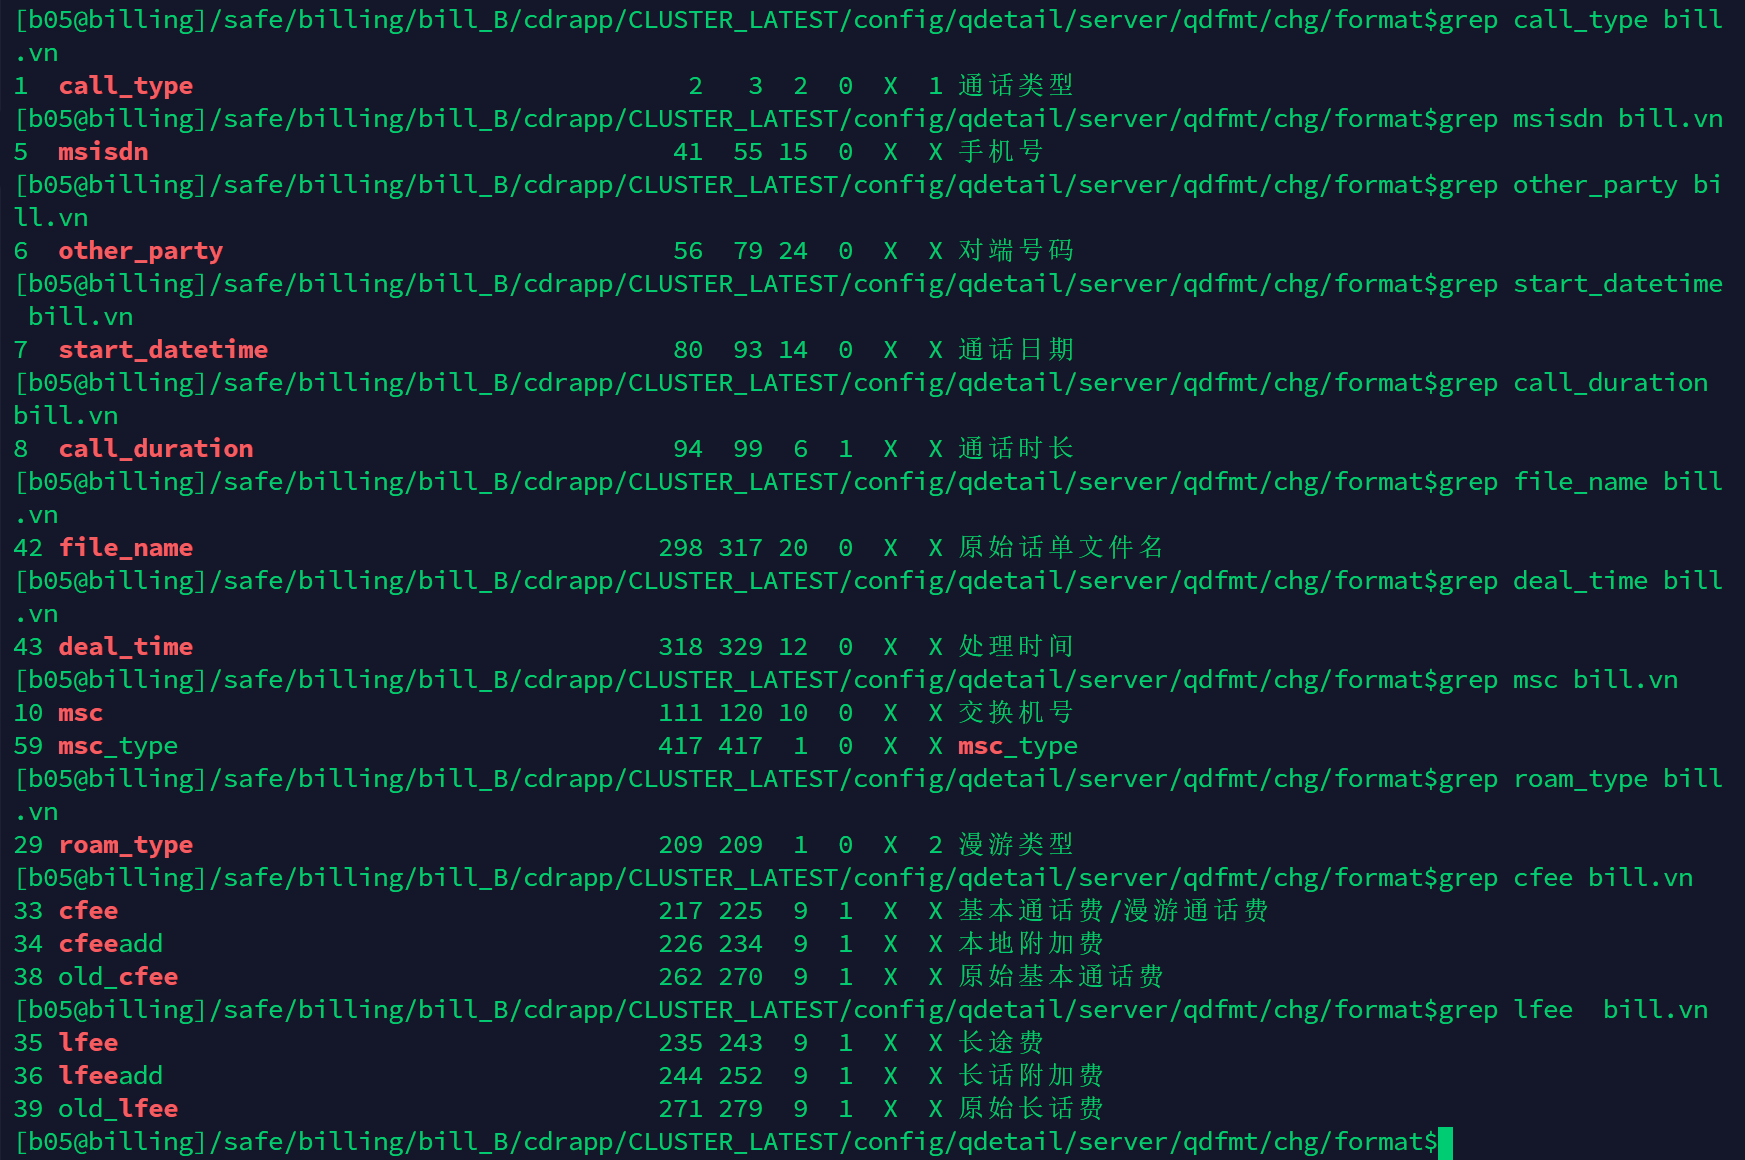 [b05@billing]/safe/billing/bill_B/cdrapp/CLUSTER_LATEST/config/qdetail/server/qdfmt/chg/format$grep call_type bill
.vn
1  call_type                                 2   3  2  0  X  1 通话类型
[b05@billing]/safe/billing/bill_B/cdrapp/CLUSTER_LATEST/config/qdetail/server/qdfmt/chg/format$grep msisdn bill.vn
5  msisdn                                   41  55 15  0  X  X 手机号
[b05@billing]/safe/billing/bill_B/cdrapp/CLUSTER_LATEST/config/qdetail/server/qdfmt/chg/format$grep other_party bi
ll.vn
6  other_party                              56  79 24  0  X  X 对端号码
[b05@billing]/safe/billing/bill_B/cdrapp/CLUSTER_LATEST/config/qdetail/server/qdfmt/chg/format$grep start_datetime
 bill.vn
7  start_datetime                           80  93 14  0  X  X 通话日期
[b05@billing]/safe/billing/bill_B/cdrapp/CLUSTER_LATEST/config/qdetail/server/qdfmt/chg/format$grep call_duration
bill.vn
8  call_duration                            94  99  6  1  X  X 通话时长
[b05@billing]/safe/billing/bill_B/cdrapp/CLUSTER_LATEST/config/qdetail/server/qdfmt/chg/format$grep file_name bill
.vn
42 file_name                               298 317 20  0  X  X 原始话单文件名
[b05@billing]/safe/billing/bill_B/cdrapp/CLUSTER_LATEST/config/qdetail/server/qdfmt/chg/format$grep deal_time bill
.vn
43 deal_time                               318 329 12  0  X  X 处理时间
[b05@billing]/safe/billing/bill_B/cdrapp/CLUSTER_LATEST/config/qdetail/server/qdfmt/chg/format$grep msc bill.vn
10 msc                                     111 120 10  0  X  X 交换机号
59 msc_type                                417 417  1  0  X  X msc_type
[b05@billing]/safe/billing/bill_B/cdrapp/CLUSTER_LATEST/config/qdetail/server/qdfmt/chg/format$grep roam_type bill
.vn
29 roam_type                               209 209  1  0  X  2 漫游类型
[b05@billing]/safe/billing/bill_B/cdrapp/CLUSTER_LATEST/config/qdetail/server/qdfmt/chg/format$grep cfee bill.vn
33 cfee                                    217 225  9  1  X  X 基本通话费/漫游通话费
34 cfeeadd                                 226 234  9  1  X  X 本地附加费
38 old_cfee                                262 270  9  1  X  X 原始基本通话费
[b05@billing]/safe/billing/bill_B/cdrapp/CLUSTER_LATEST/config/qdetail/server/qdfmt/chg/format$grep lfee  bill.vn
35 lfee                                    235 243  9  1  X  X 长途费
36 lfeeadd                                 244 252  9  1  X  X 长话附加费
39 old_lfee                                271 279  9  1  X  X 原始长话费
[b05@billing]/safe/billing/bill_B/cdrapp/CLUSTER_LATEST/config/qdetail/server/qdfmt/chg/format$